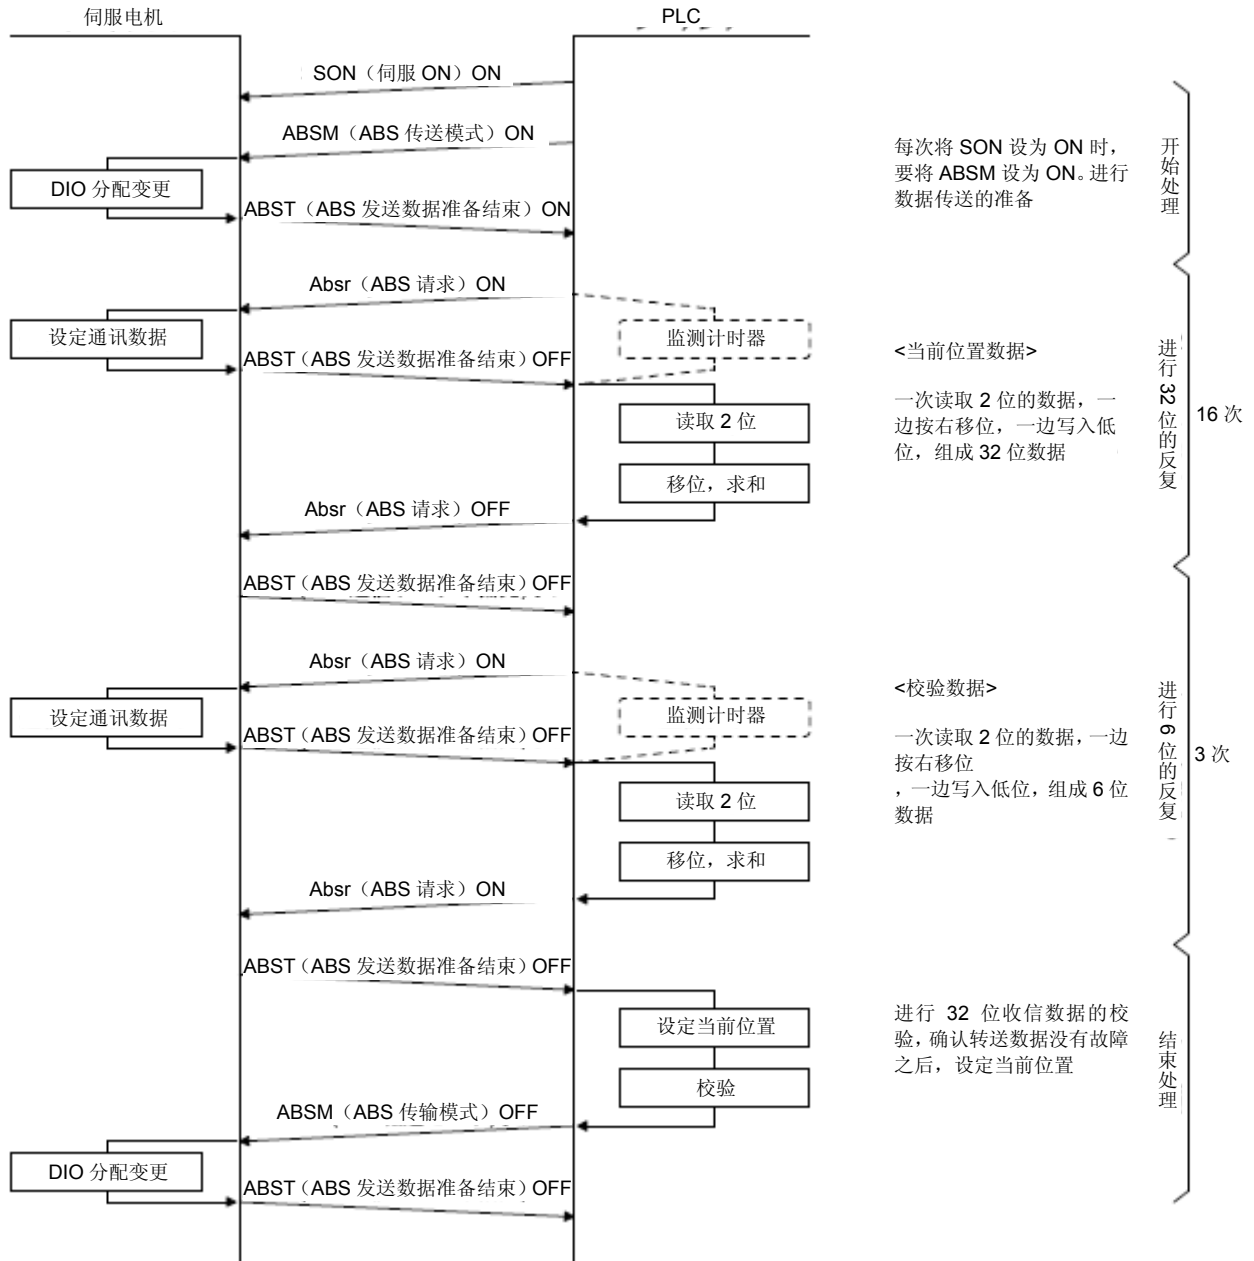 伺服电机
PLC
SON（伺服 ON）ON
ABSM（ABS 传送模式）ON
DIO 分配变更
ABST（ABS 发送数据准备结束）ON
每次将 SON 设为 ON 时，
要将 ABSM 设为 ON。进行
数据传送的准备
开始处理
Absr（ABS 请求）ON
设定通讯数据
监测计时器
ABST（ABS 发送数据准备结束）OFF
读取 2 位
移位，求和
Absr（ABS 请求）OFF
<当前位置数据>
一次读取 2 位的数据，一
边按右移位，一边写入低
位，组成 32 位数据
进行 32 位的反复
16 次
ABST（ABS 发送数据准备结束）OFF
Absr（ABS 请求）ON
设定通讯数据
监测计时器
ABST（ABS 发送数据准备结束）OFF
读取 2 位
移位，求和
Absr（ABS 请求）ON
<校验数据>
一次读取 2 位的数据，一边
按右移位
，一边写入低位，组成 6 位
数据
进行 6 位的反复
3 次
ABST（ABS 发送数据准备结束）OFF
设定当前位置
校验
ABSM（ABS 传输模式）OFF
DIO 分配变更
ABST（ABS 发送数据准备结束）OFF
进行 32 位收信数据的校
验，确认转送数据没有故障
之后，设定当前位置
结束处理